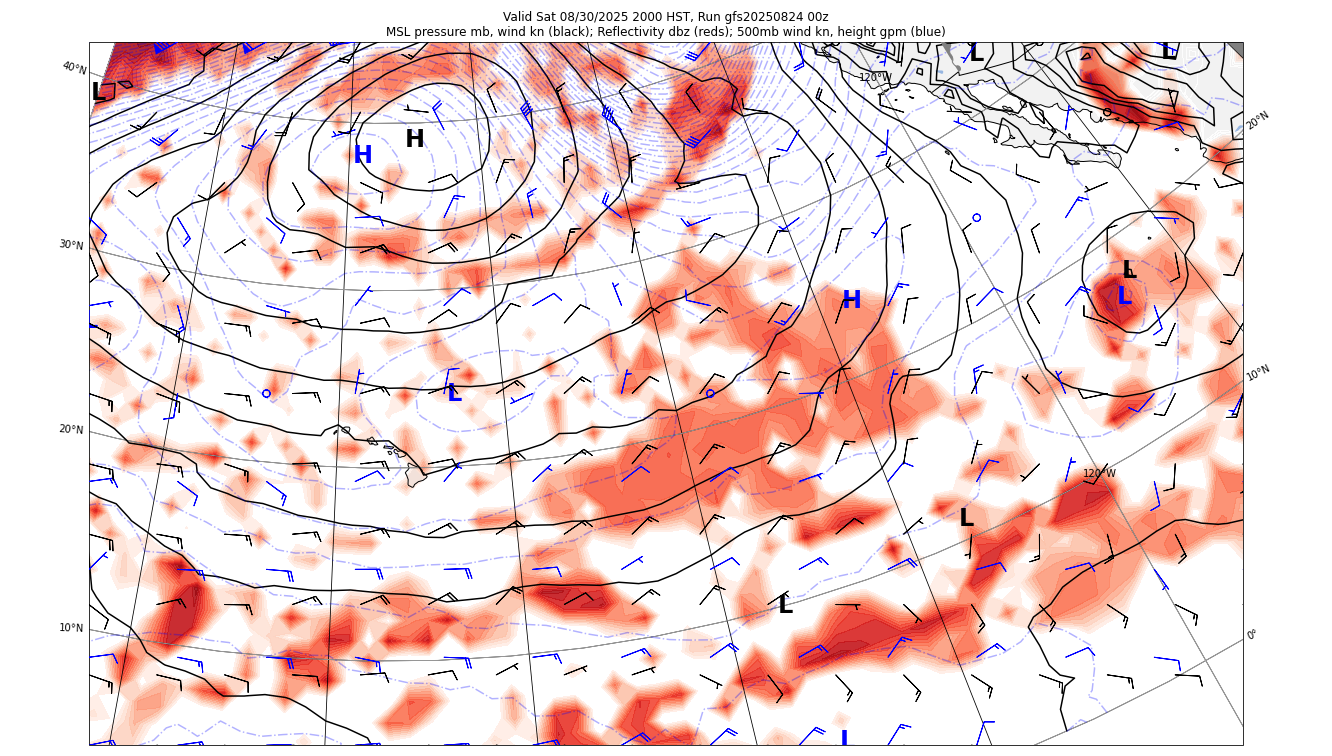 Valid Sat 08/30/2025 2000 HST, Run gfs20250824 00z
MSL pressure mb, wind kn (black); Reflectivity dbz (reds); 500mb wind kn, height gpm (blue)
L
L
40°N
120°W
L
20°N
H
H
30°N
L
H
L
10°N
L
20°N
120°W
L
L
10°N
0°
L